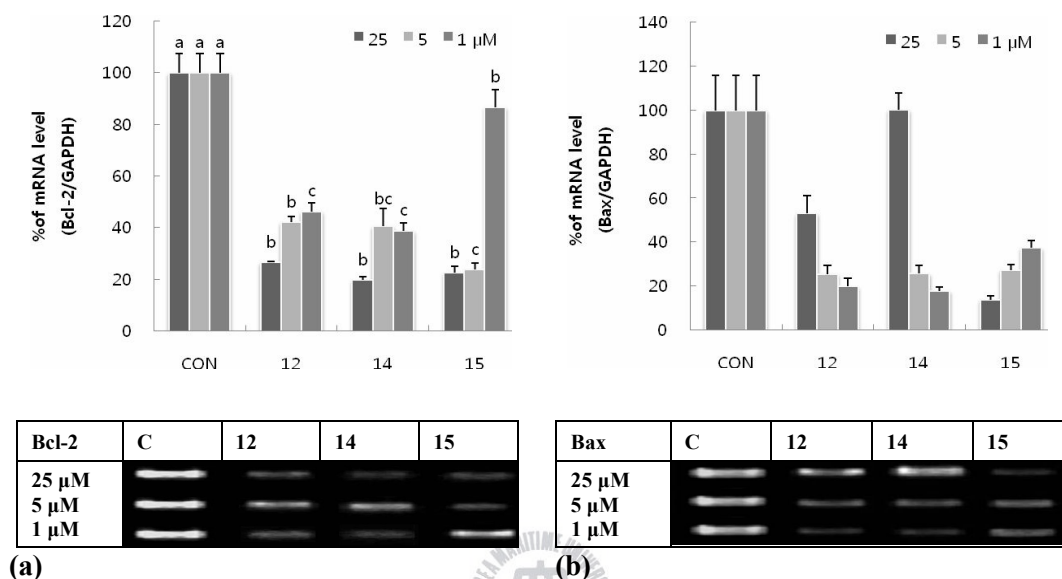 120
100
80
60
40
20
0
%of mRNA level
(Bcl-2/GAPDH)
25 5 1 μM
a a a
b b c
b bc c
b c b
CON 12 14 15
140
120
100
80
60
40
20
0
%of mRNA level
(Bax/GAPDH)
25 5 1 μM
CON 12 14 15
Bcl-2 C 12 14 15
25 μM
5 μM
1 μM
Bax C 12 14 15
25 μM
5 μM
1 μM
(a) (b)
EA MARITIME UNIVER